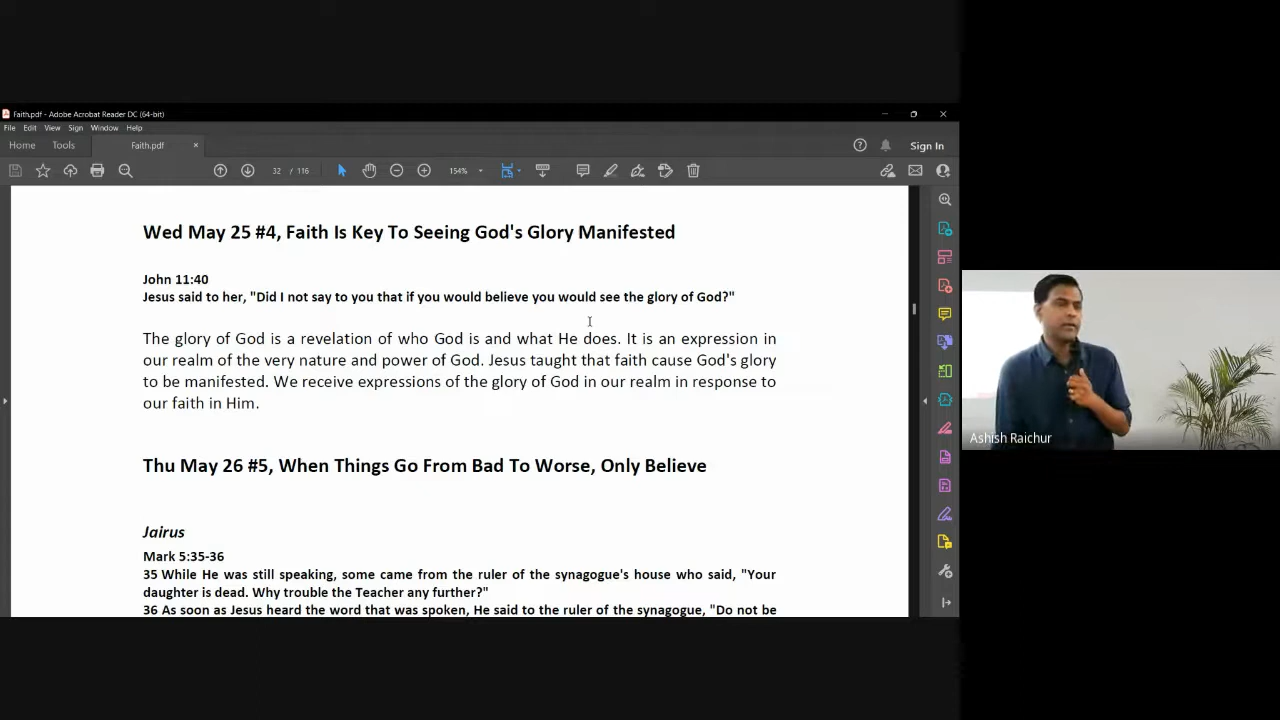 Faith.pdf - Adobe Acrobat Reader DC (64-bit)
File Edit View Sign Window Help
Home Tools Faith.pdf × Sign In
32 / 116 154%
Wed May 25 #4, Faith Is Key To Seeing God's Glory Manifested
John 11:40
Jesus said to her, "Did I not say to you that if you would believe you would see the glory of God?"
The glory of God is a revelation of who God is and what He does. It is an expression in
our realm of the very nature and power of God. Jesus taught that faith cause God's glory
to be manifested. We receive expressions of the glory of God in our realm in response to
our faith in Him.
Thu May 26 #5, When Things Go From Bad To Worse, Only Believe
Jairus
Mark 5:35-36
35 While He was still speaking, some came from the ruler of the synagogue's house who said, "Your
daughter is dead. Why trouble the Teacher any further?"
36 As soon as Jesus heard the word that was spoken, He said to the ruler of the synagogue, "Do not be
Ashish Raichur